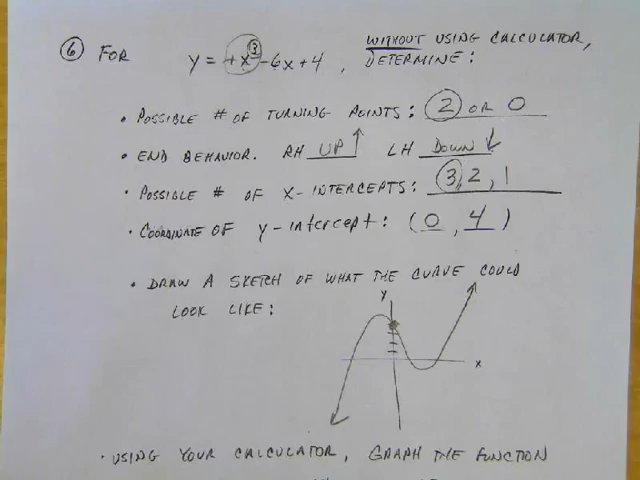 ⑥ FOR y = +x³ - 6x + 4 , WITHOUT USING CALCULATOR,
DETERMINE:
• POSSIBLE # OF TURNING POINTS: 2 OR 0
• END BEHAVIOR. RH UP ↑ LH DOWN ↓
• POSSIBLE # OF X-INTERCEPTS: 3, 2, 1
• COORDINATE OF Y-intercept: (0, 4)
• DRAW A SKETCH OF WHAT THE CURVE COULD
LOOK LIKE:
y
x
• USING YOUR CALCULATOR, GRAPH THE FUNCTION